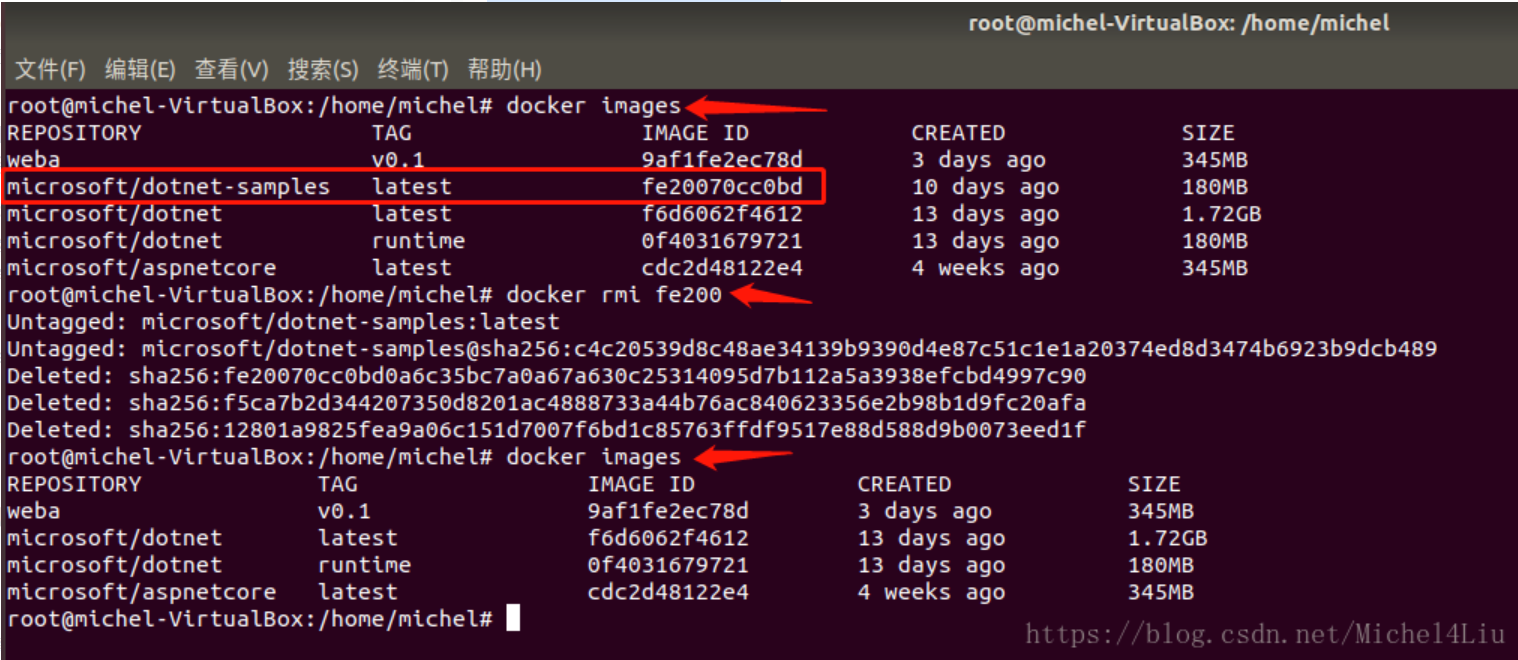 root@michel-VirtualBox: /home/michel
文件(F) 编辑(E) 查看(V) 搜索(S) 终端(T) 帮助(H)
root@michel-VirtualBox:/home/michel# docker images
REPOSITORY TAG IMAGE ID CREATED SIZE
weba v0.1 9af1fe2ec78d 3 days ago 345MB
microsoft/dotnet-samples latest fe20070cc0bd 10 days ago 180MB
microsoft/dotnet latest f6d6062f4612 13 days ago 1.72GB
microsoft/dotnet runtime 0f4031679721 13 days ago 180MB
microsoft/aspnetcore latest cdc2d48122e4 4 weeks ago 345MB
root@michel-VirtualBox:/home/michel# docker rmi fe200
Untagged: microsoft/dotnet-samples:latest
Untagged: microsoft/dotnet-samples@sha256:c4c20539d8c48ae34139b9390d4e87c51c1e1a20374ed8d3474b6923b9dcb489
Deleted: sha256:fe20070cc0bd0a6c35bc7a0a67a630c25314095d7b112a5a3938efcbd4997c90
Deleted: sha256:f5ca7b2d344207350d8201ac4888733a44b76ac840623356e2b98b1d9fc20afa
Deleted: sha256:12801a9825fea9a06c151d7007f6bd1c85763ffdf9517e88d588d9b0073eed1f
root@michel-VirtualBox:/home/michel# docker images
REPOSITORY TAG IMAGE ID CREATED SIZE
weba v0.1 9af1fe2ec78d 3 days ago 345MB
microsoft/dotnet latest f6d6062f4612 13 days ago 1.72GB
microsoft/dotnet runtime 0f4031679721 13 days ago 180MB
microsoft/aspnetcore latest cdc2d48122e4 4 weeks ago 345MB
root@michel-VirtualBox:/home/michel#
https://blog.csdn.net/Michel4Liu